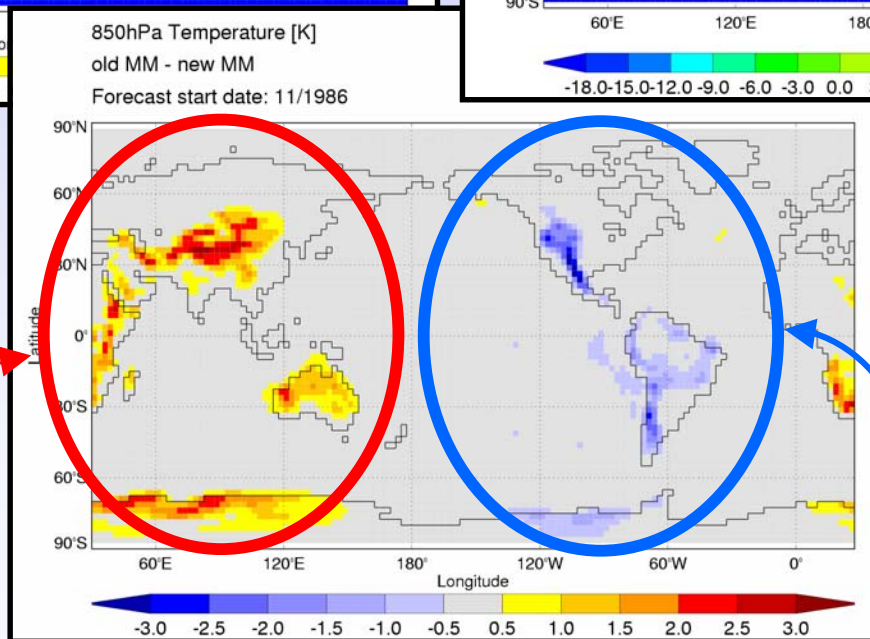 90°S
60°E 120°E 180
-18.0-15.0-12.0 -9.0 -6.0 -3.0 0.0
850hPa Temperature [K]
old MM - new MM
Forecast start date: 11/1986
90°N
60°N
30°N
0°
30°S
60°S
90°S
Latitude
60°E 120°E 180° 120°W 60°W 0°
Longitude
-3.0 -2.5 -2.0 -1.5 -1.0 -0.5 0.5 1.0 1.5 2.0 2.5 3.0